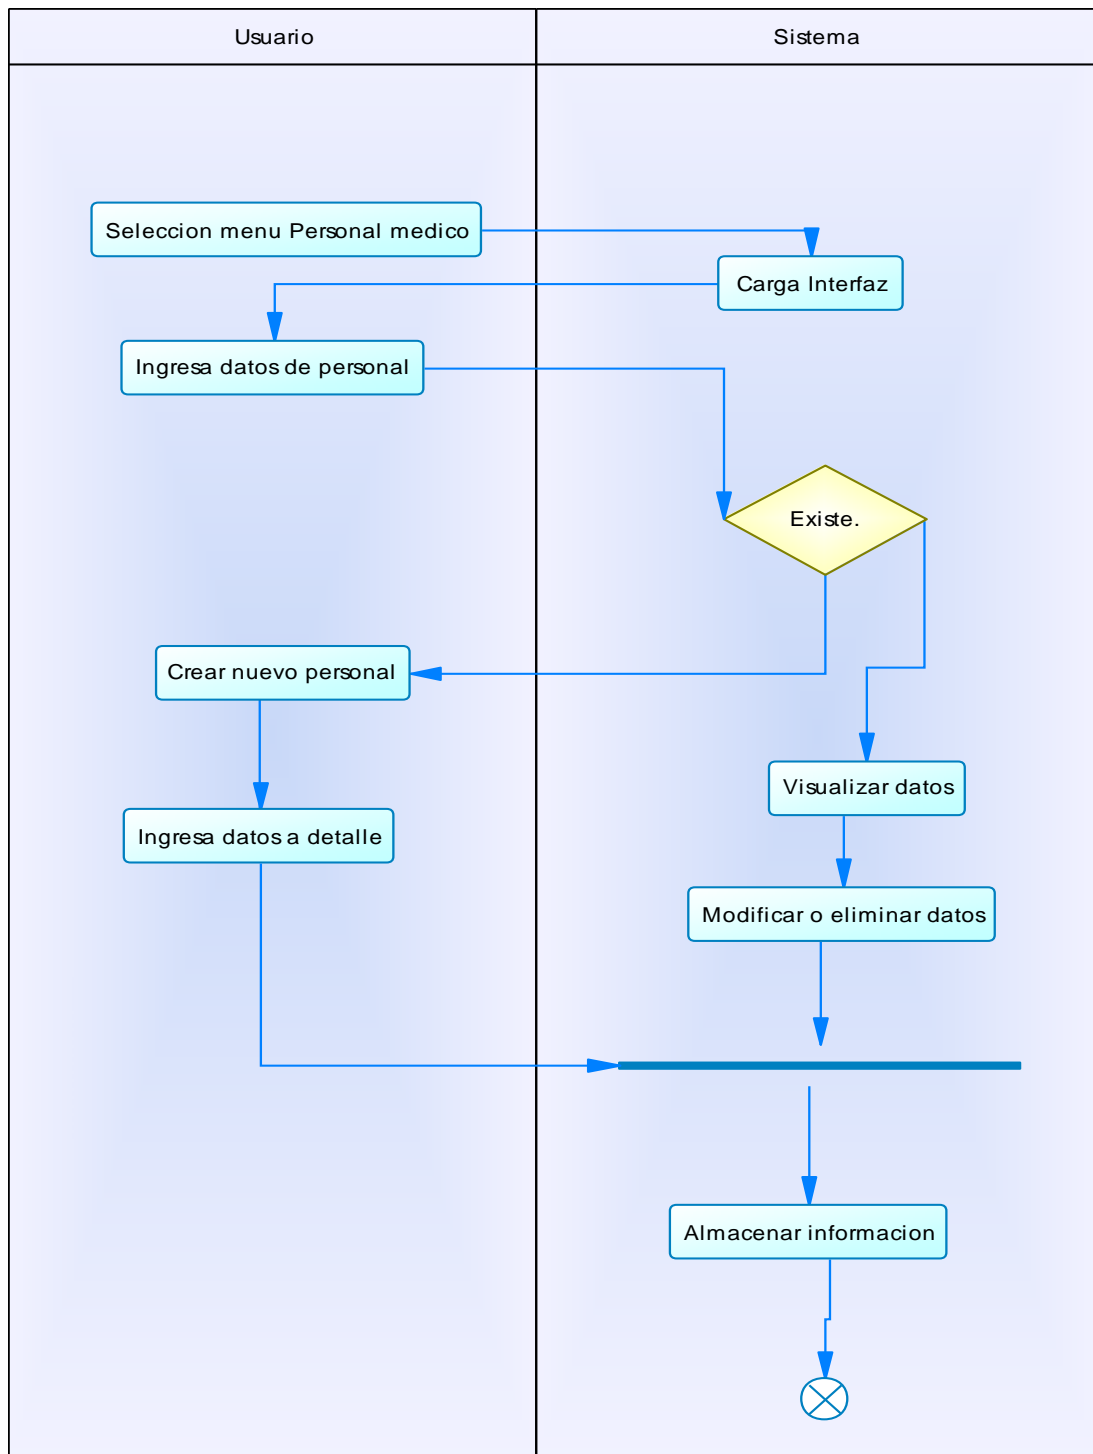 Usuario
Sistema
Seleccion menu Personal medico
Carga Interfaz
Ingresa datos de personal
Existe.
Crear nuevo personal
Visualizar datos
Ingresa datos a detalle
Modificar o eliminar datos
Almacenar informacion